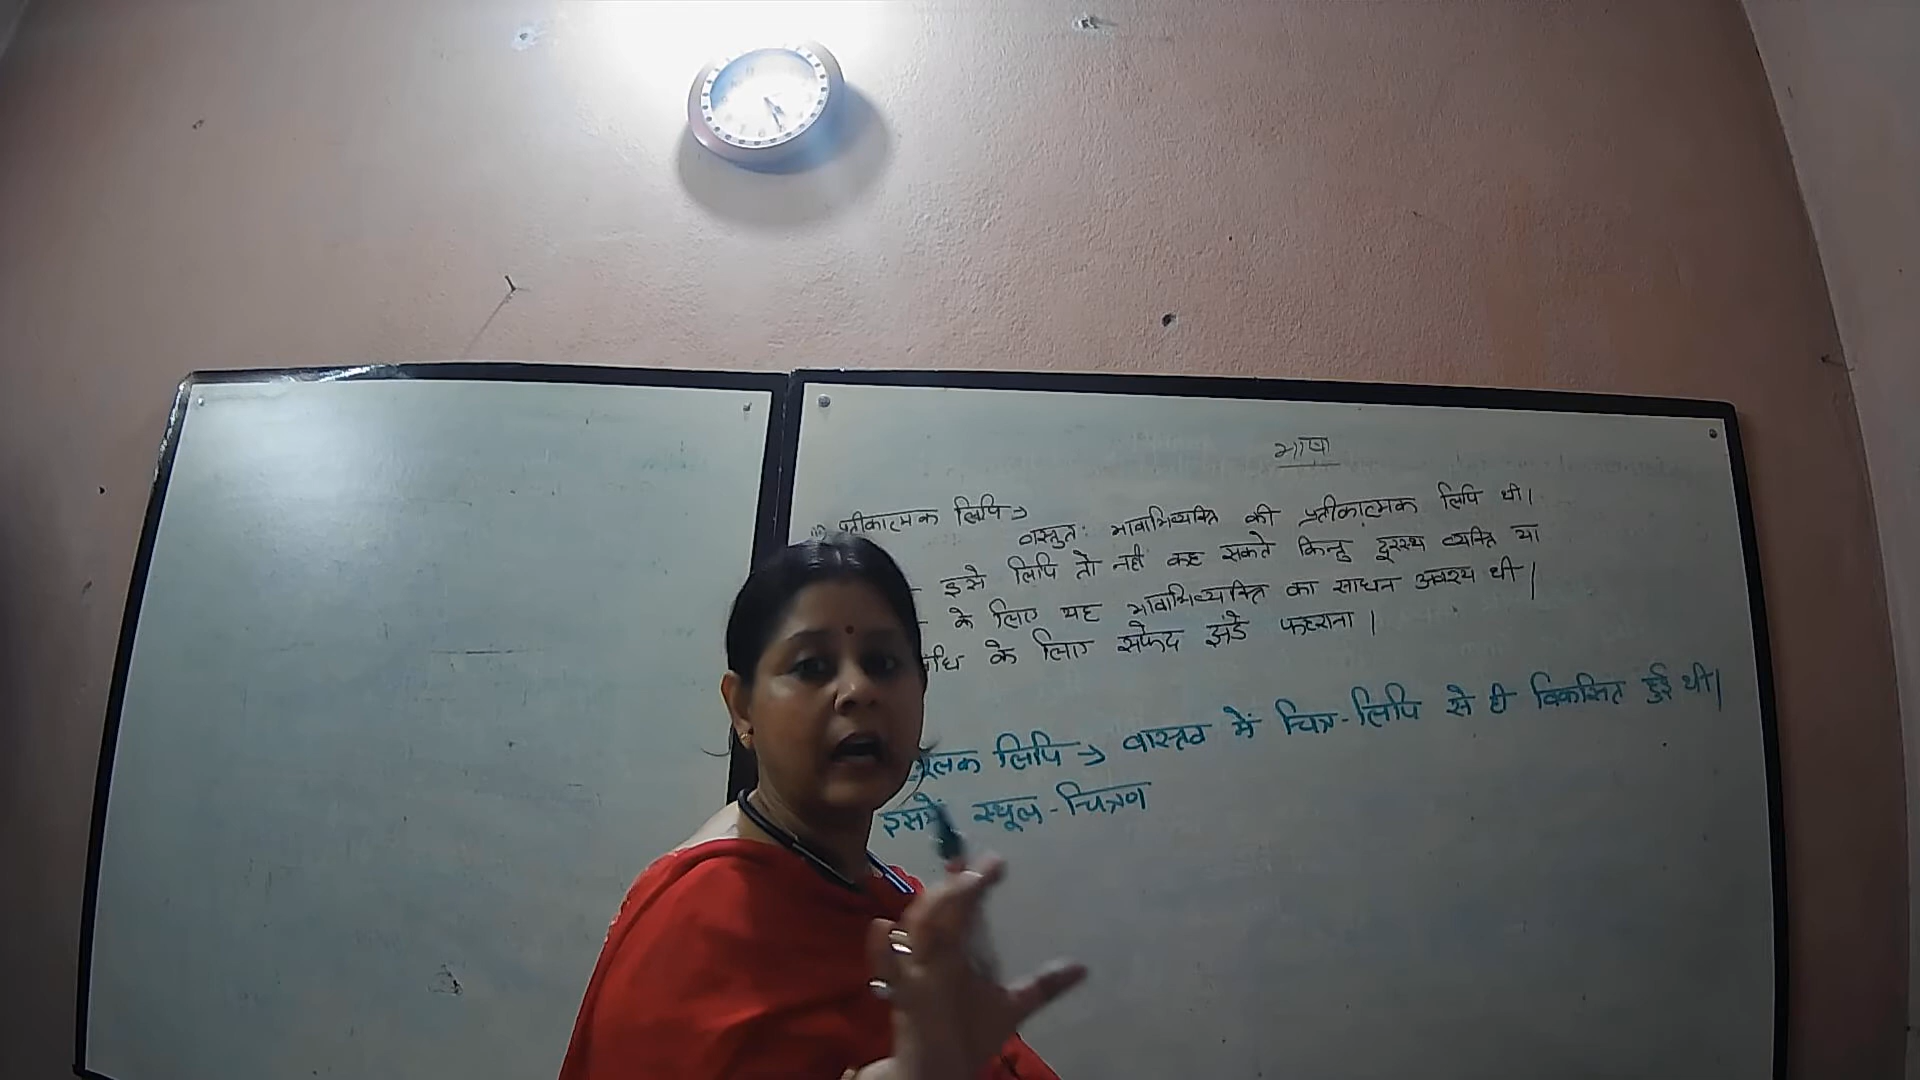 भाषा
प्रतीकात्मक लिपि →
वस्तुतः भावाभिव्यक्ति की प्रतीकात्मक लिपि थी।
इसे लिपि तो नहीं कह सकते किन्तु दूरस्थ व्यक्ति या
के लिए यह भावाभिव्यक्ति का साधन अवश्य थी।
के लिए सफेद झंडे फहराना।
लिपि → वास्तव में चित्र-लिपि से ही विकसित हुई थी।
इसमें स्थूल-चित्रण